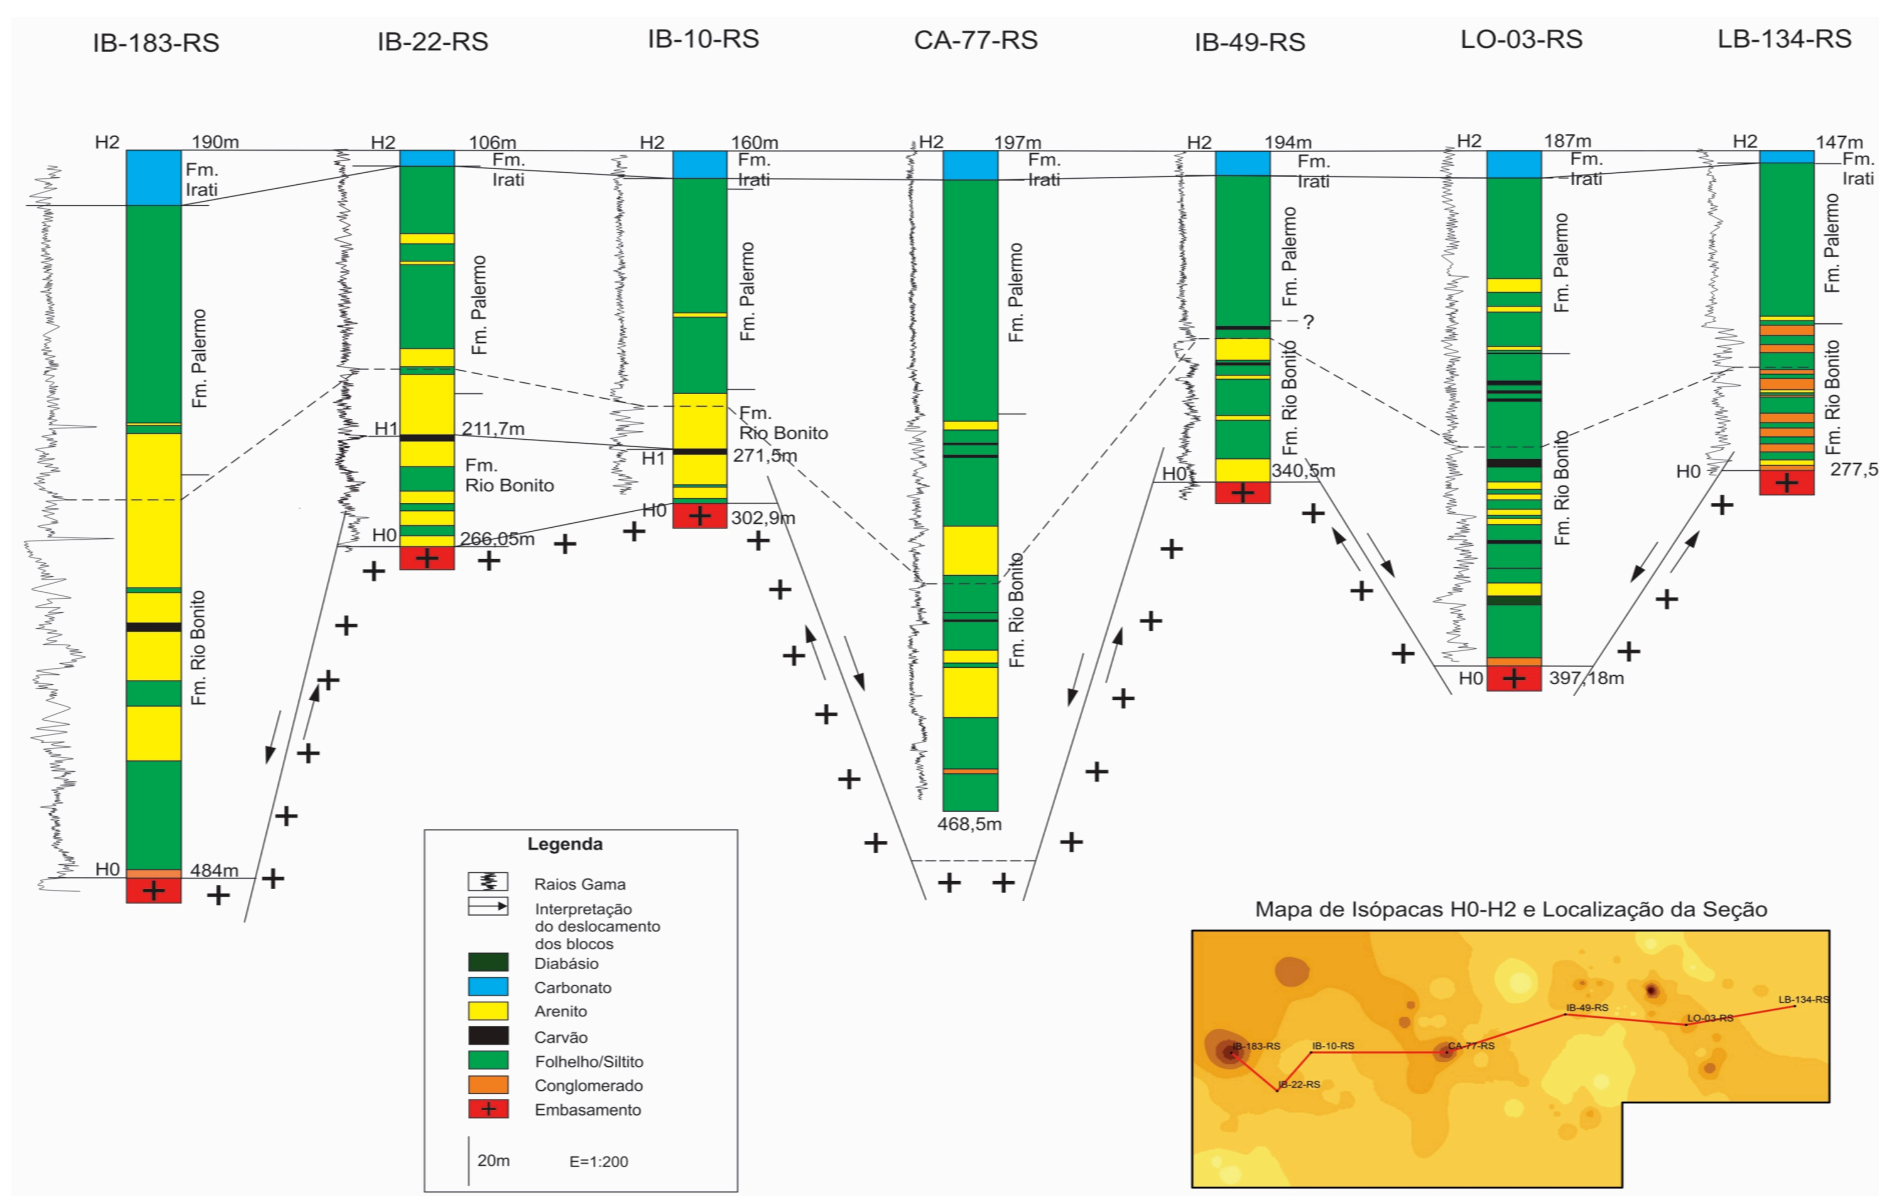 IB-183-RS
IB-22-RS
IB-10-RS
CA-77-RS
IB-49-RS
LO-03-RS
LB-134-RS
H2
190m
Fm.
Irati
Fm. Palermo
Fm. Rio Bonito
H0
484m
H2
106m
Fm.
Irati
Fm. Palermo
H1
211,7m
Fm.
Rio Bonito
H0
266,05m
H2
160m
Fm.
Irati
Fm. Palermo
Fm.
Rio Bonito
H1
271,5m
H0
302,9m
H2
197m
Fm.
Irati
Fm. Palermo
Fm. Rio Bonito
468,5m
H2
194m
Fm.
Irati
Fm. Palermo
?
Fm. Rio Bonito
H0
340,5m
H2
187m
Fm.
Irati
Fm. Palermo
Fm. Rio Bonito
H0
397,18m
H2
147m
Fm.
Irati
Fm. Palermo
Fm. Rio Bonito
H0
277,5
Legenda
Raios Gama
Interpretação
do deslocamento
dos blocos
Diabásio
Carbonato
Arenito
Carvão
Folhelho/Siltito
Conglomerado
Embasamento
20m
E=1:200
Mapa de Isópacas H0-H2 e Localização da Seção
IB-183-RS
IB-22-RS
IB-10-RS
CA-77-RS
IB-49-RS
LO-03-RS
LB-134-RS